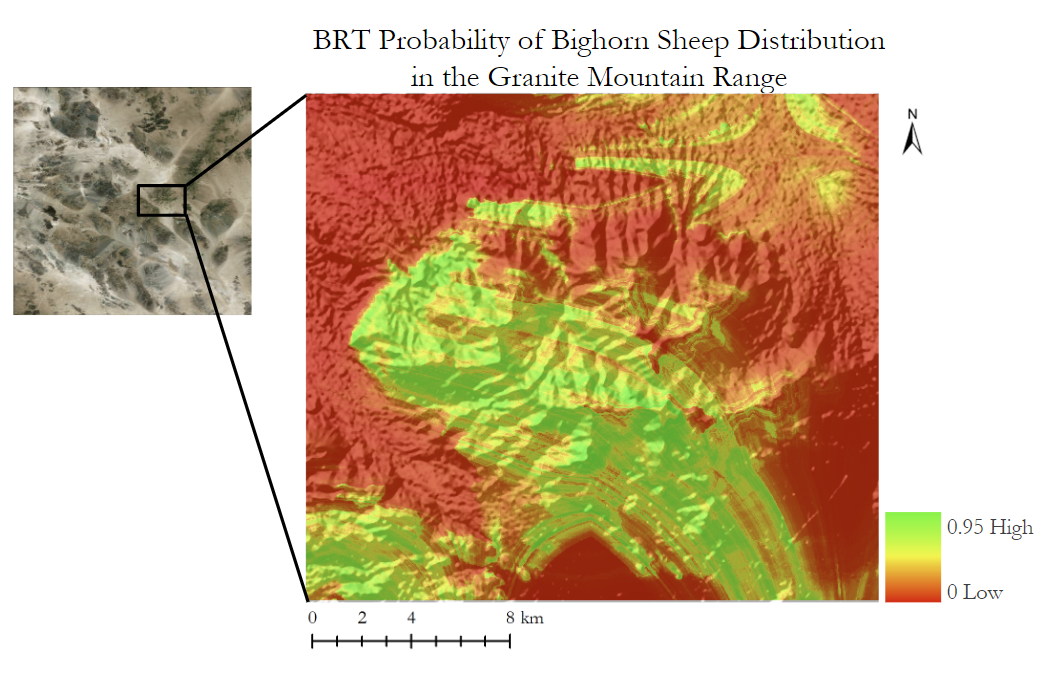 BRT Probability of Bighorn Sheep Distribution
in the Granite Mountain Range
N
0.95 High
0 Low
0 2 4 8 km